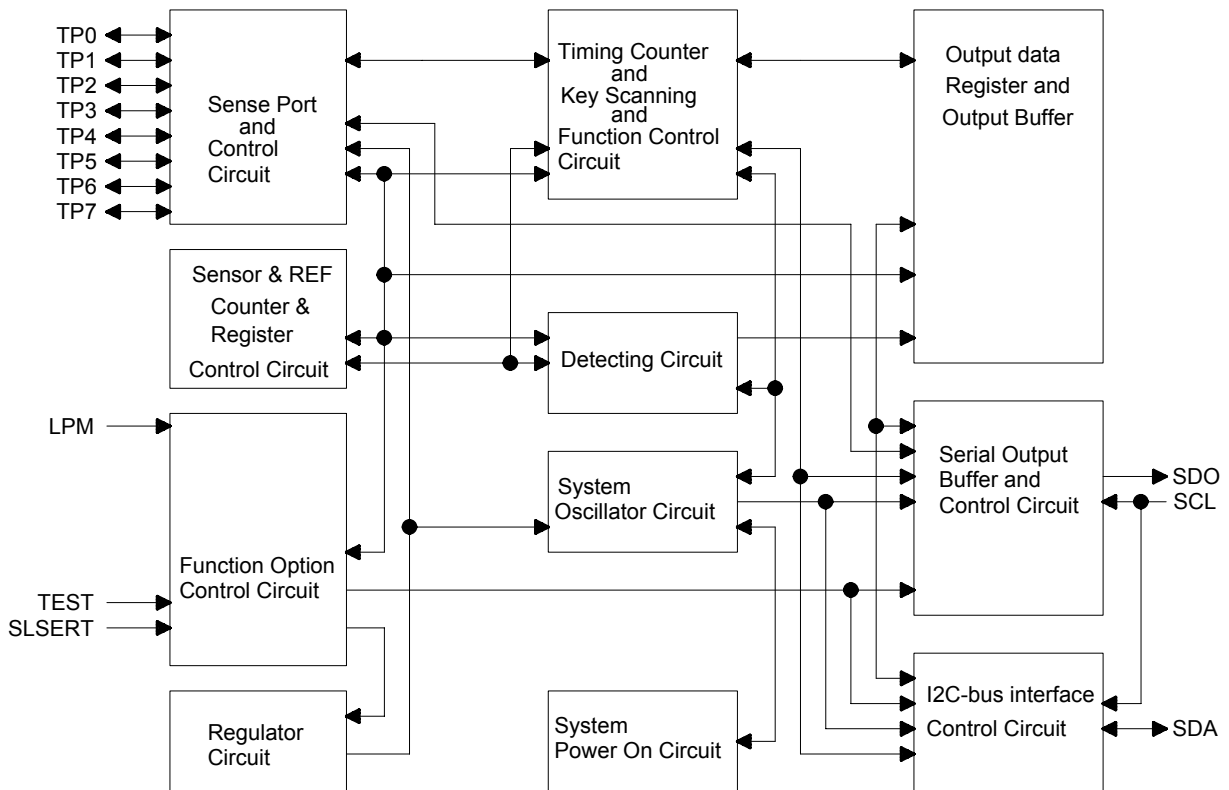 TP0
TP1
TP2
TP3
TP4
TP5
TP6
TP7
Sense Port
and
Control
Circuit
Timing Counter
and
Key Scanning
and
Function Control
Circuit
Output data
Register and
Output Buffer
Sensor & REF
Counter &
Register
Control Circuit
Detecting Circuit
LPM
TEST
SLSERT
Function Option
Control Circuit
System
Oscillator Circuit
Serial Output
Buffer and
Control Circuit
SDO
SCL
Regulator
Circuit
System
Power On Circuit
I2C-bus interface
Control Circuit
SDA